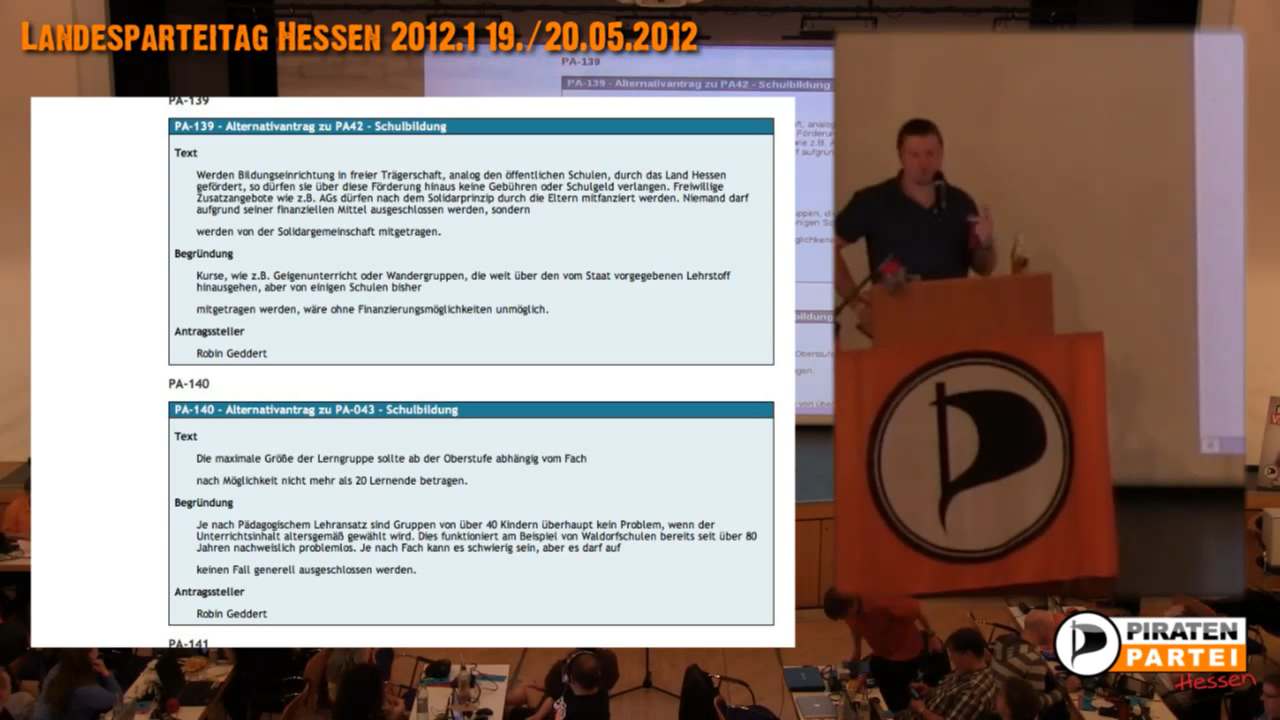 LANDESPARTEITAG HESSEN 2012.1 19./20.05.2012
PA-139
PA-139 - Alternativantrag zu PA42 - Schulbildung
PA-139
PA-139 - Alternativantrag zu PA42 - Schulbildung
Text
Werden Bildungseinrichtung in freier Trägerschaft, analog den öffentlichen Schulen, durch das Land Hessen
gefördert, so dürfen sie über diese Förderung hinaus keine Gebühren oder Schulgeld verlangen. Freiwillige
Zusatzangebote wie z.B. AGs dürfen nach dem Solidarprinzip durch die Eltern mitfanziert werden. Niemand darf
aufgrund seiner finanziellen Mittel ausgeschlossen werden, sondern
werden von der Solidargemeinschaft mitgetragen.
Begründung
Kurse, wie z.B. Geigenunterricht oder Wandergruppen, die weit über den vom Staat vorgegebenen Lehrstoff
hinausgehen, aber von einigen Schulen bisher
mitgetragen werden, wäre ohne Finanzierungsmöglichkeiten unmöglich.
Antragssteller
Robin Geddert
PA-140
PA-140 - Alternativantrag zu PA-043 - Schulbildung
Text
Die maximale Größe der Lerngruppe sollte ab der Oberstufe abhängig vom Fach
nach Möglichkeit nicht mehr als 20 Lernende betragen.
Begründung
Je nach Pädagogischem Lehransatz sind Gruppen von über 40 Kindern überhaupt kein Problem, wenn der
Unterrichtsinhalt altersgemäß gewählt wird. Dies funktioniert am Beispiel von Waldorfschulen bereits seit über 80
Jahren nachweislich problemlos. Je nach Fach kann es schwierig sein, aber es darf auf
keinen Fall generell ausgeschlossen werden.
Antragssteller
Robin Geddert
PA-141
PIRATEN
PARTEI
Hessen